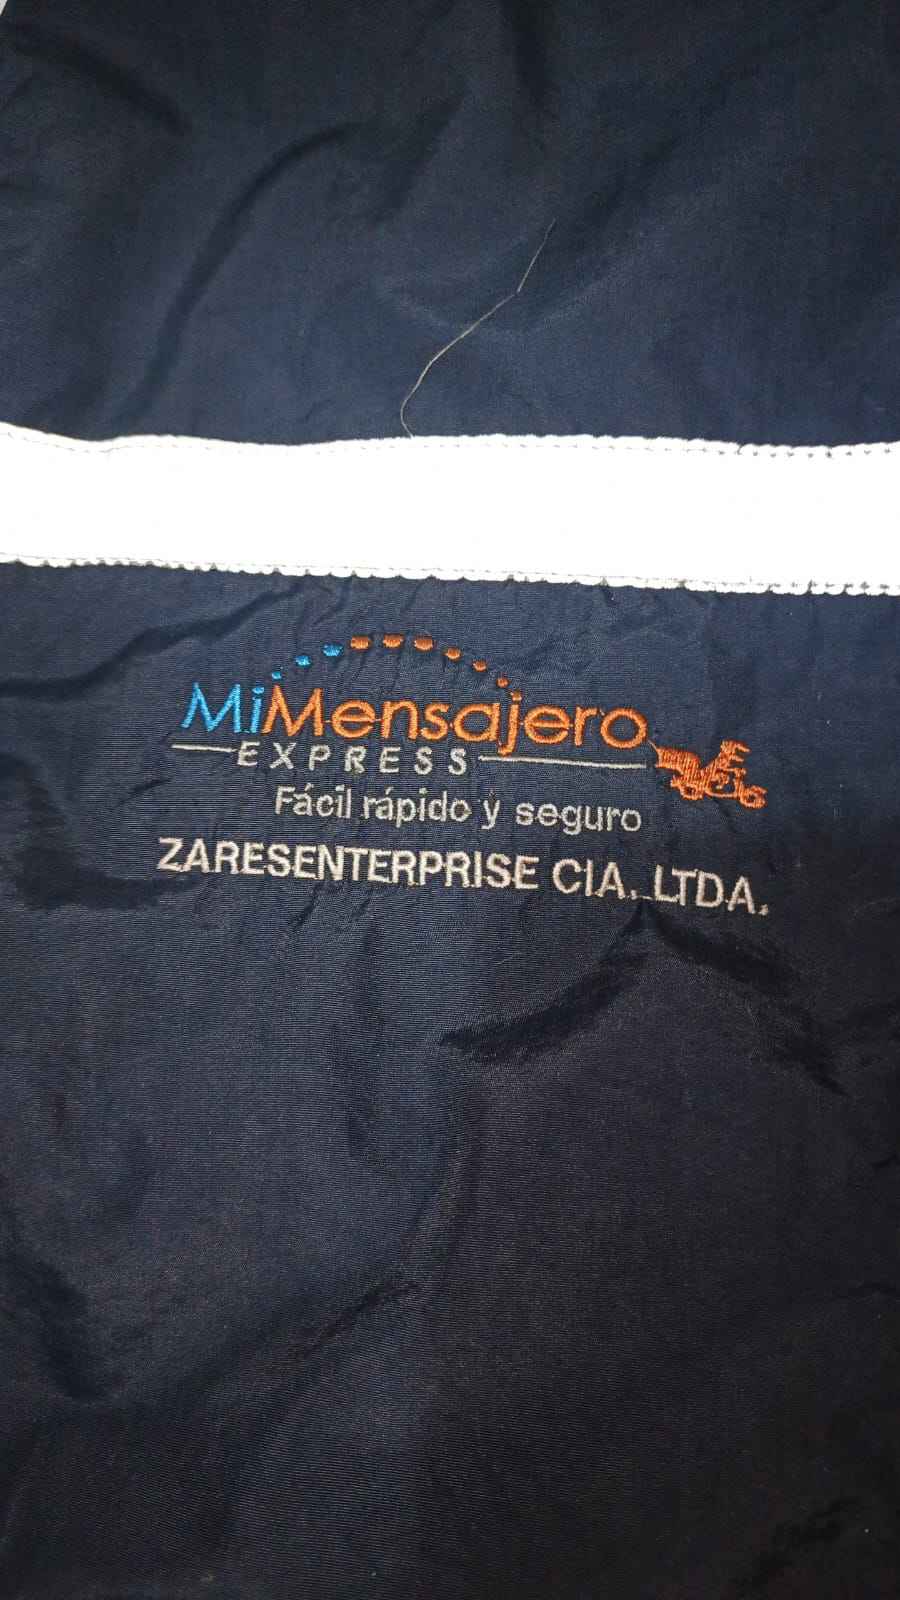 MiMensajero
EXPRESS
Fácil rápido y seguro
ZARESENTERPRISE CIA. LTDA.